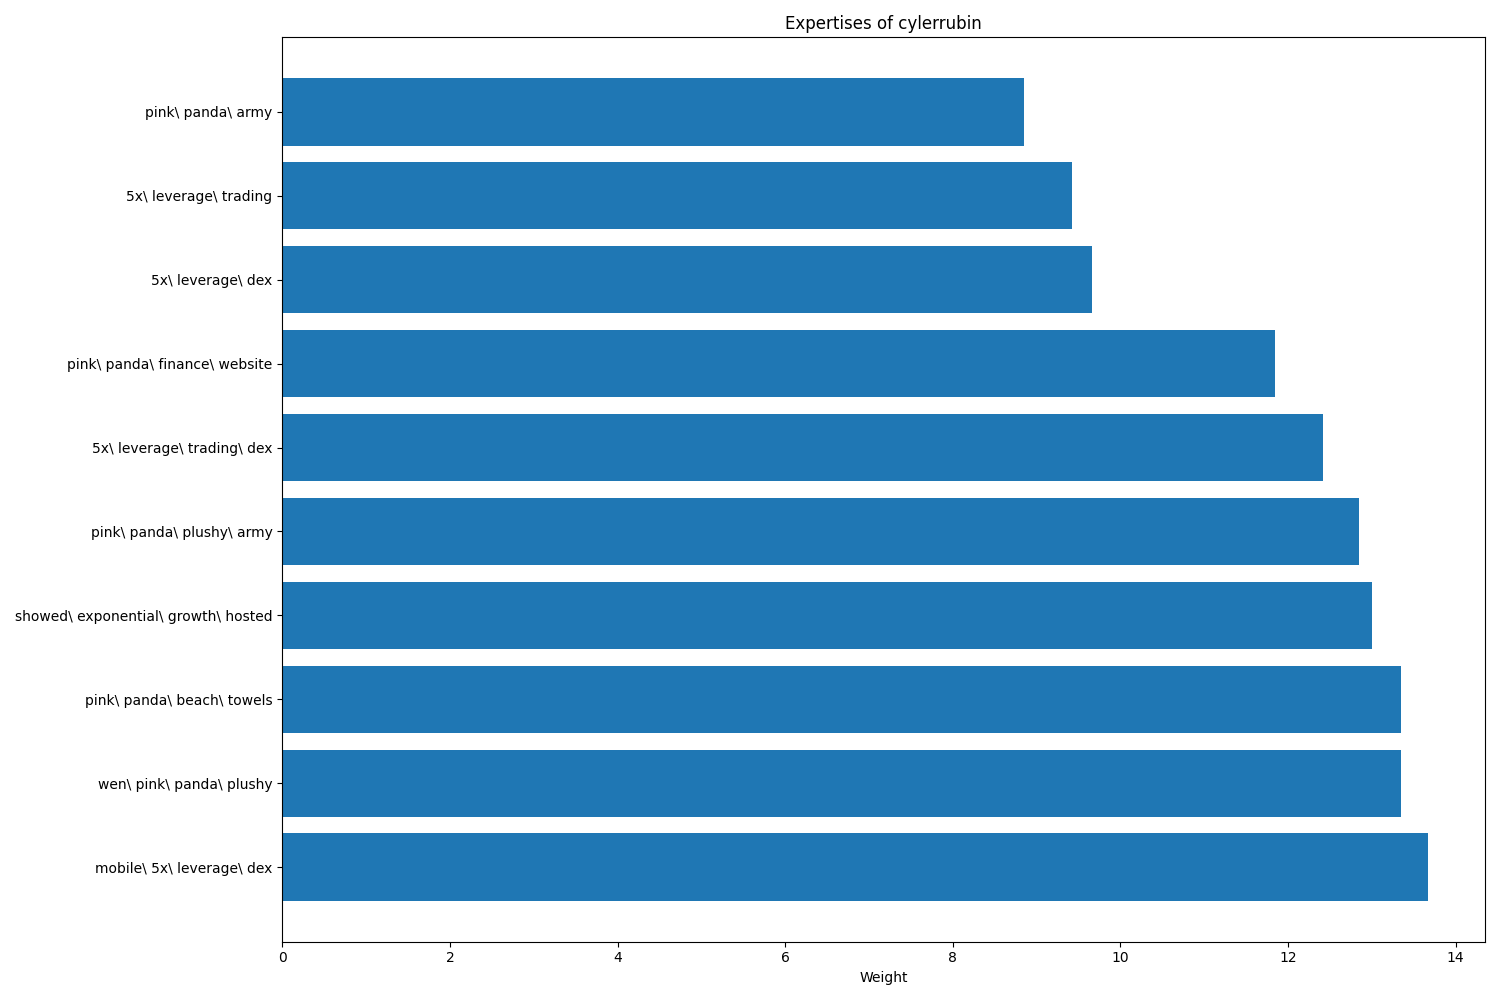 Expertises of cylerrubin
pink\ panda\ army
5x\ leverage\ trading
5x\ leverage\ dex
pink\ panda\ finance\ website
5x\ leverage\ trading\ dex
pink\ panda\ plushy\ army
showed\ exponential\ growth\ hosted
pink\ panda\ beach\ towels
wen\ pink\ panda\ plushy
mobile\ 5x\ leverage\ dex
0 2 4 6 8 10 12 14
Weight